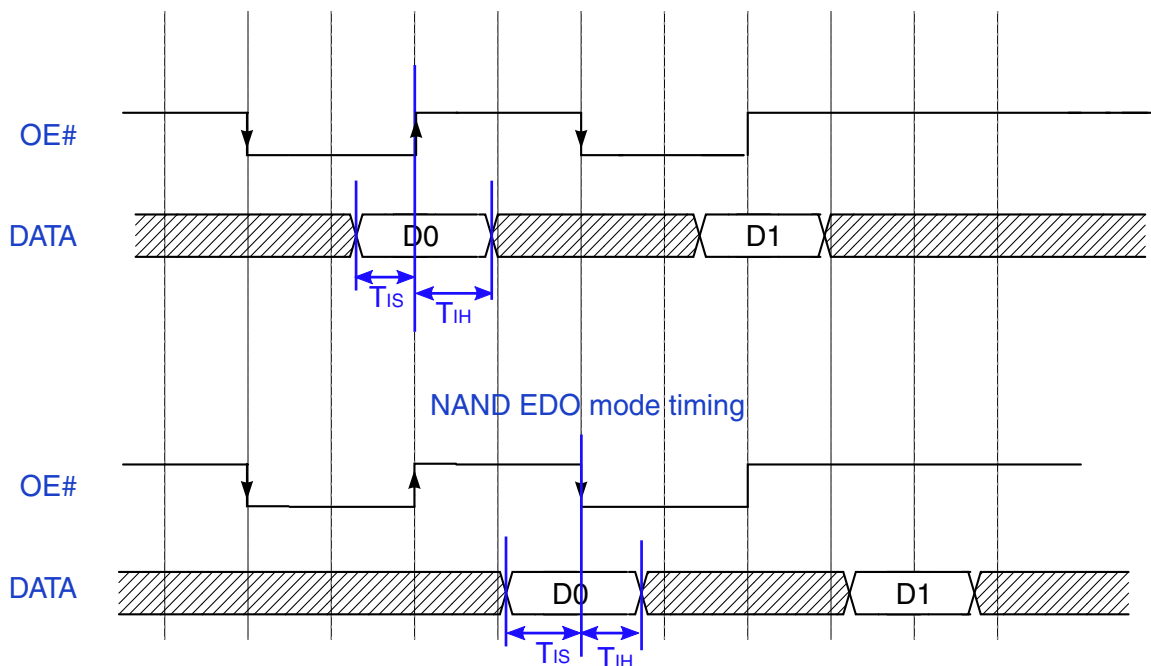 OE#
DATA D0 D1
TIS
TIH
NAND EDO mode timing
OE#
DATA D0 D1
TIS TIH